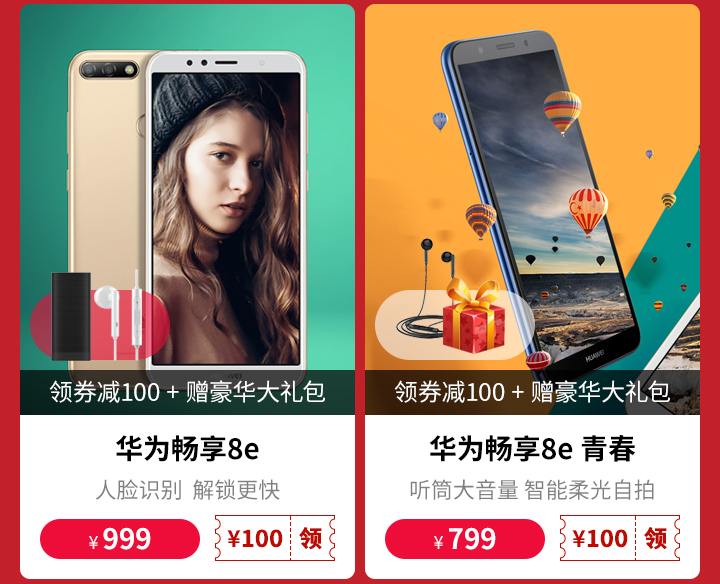 HUAWEI
领券减100 + 赠豪华大礼包
华为畅享8e
人脸识别 解锁更快
¥999
¥100 领
领券减100 + 赠豪华大礼包
华为畅享8e 青春
听筒大音量 智能柔光自拍
¥799
¥100 领